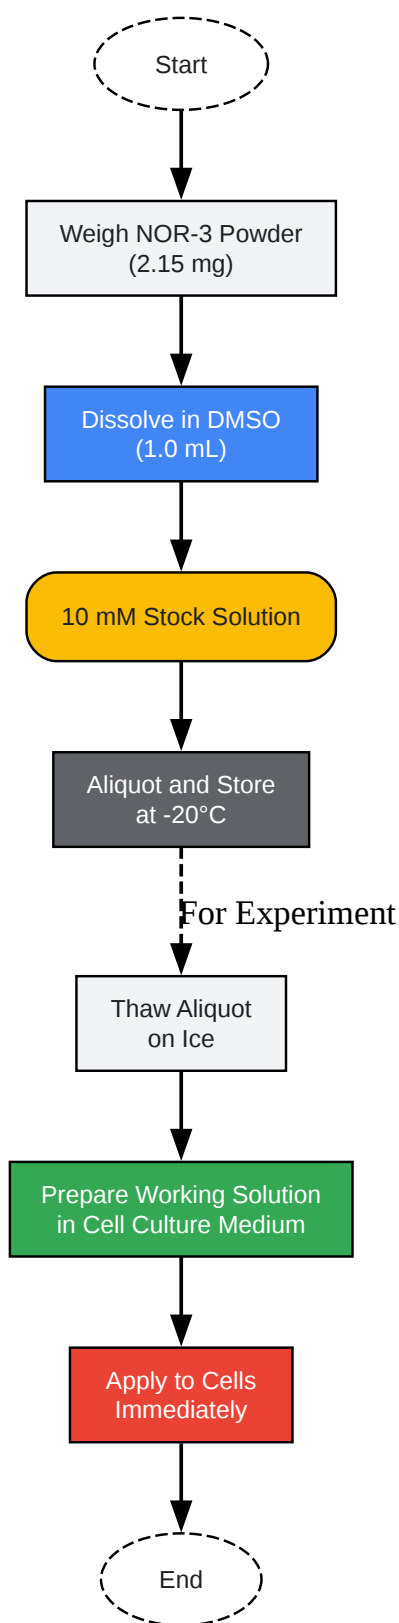 Start
Weigh NOR-3 Powder
(2.15 mg)
Dissolve in DMSO
(1.0 mL)
10 mM Stock Solution
Aliquot and Store
at -20°C
For Experiment
Thaw Aliquot
on Ice
Prepare Working Solution
in Cell Culture Medium
Apply to Cells
Immediately
End